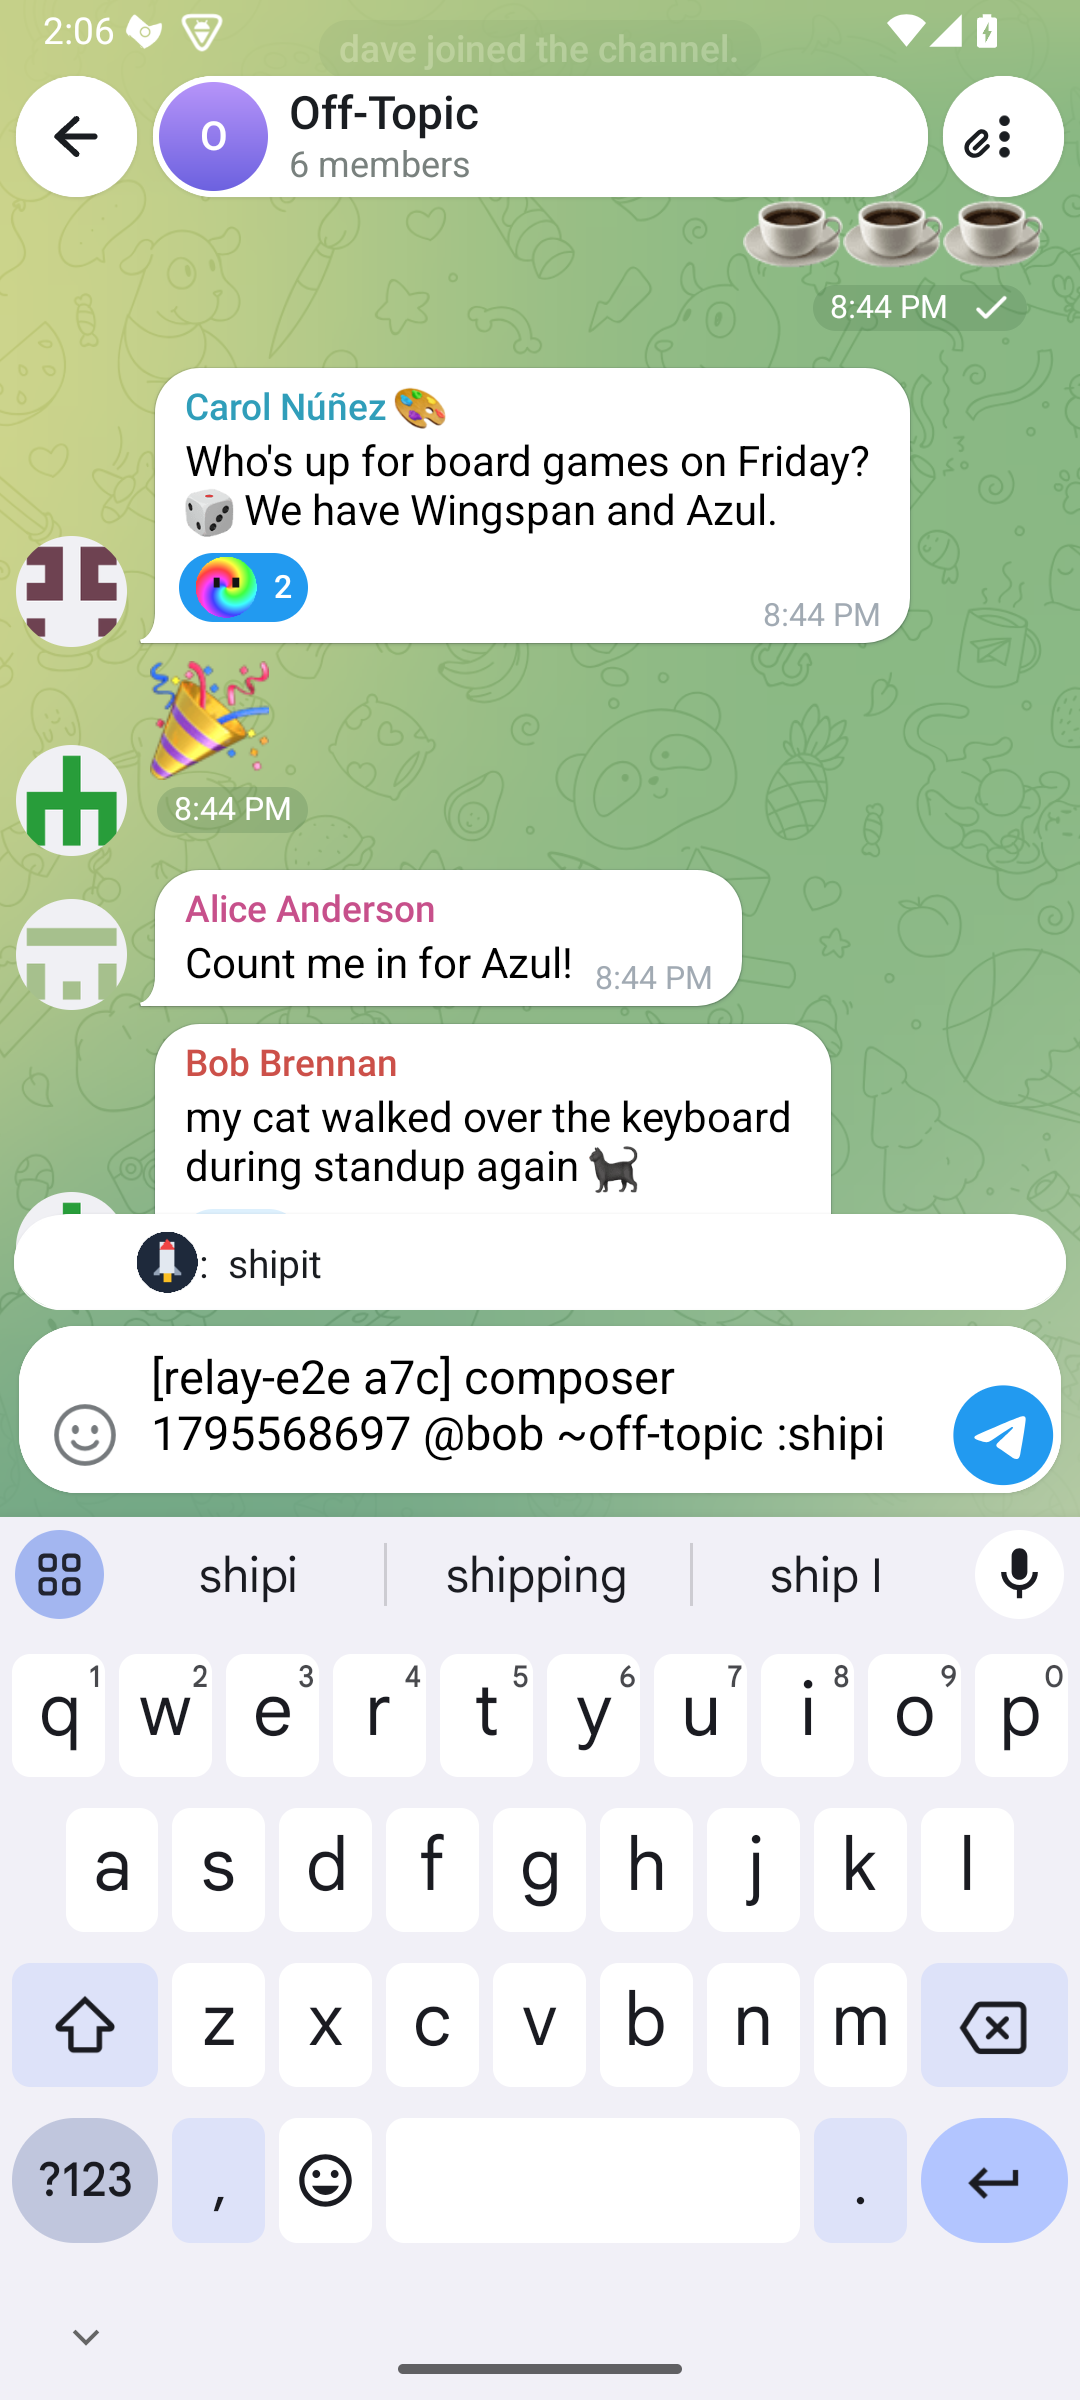 2:06
dave joined the channel.
O
Off-Topic
6 members
8:44 PM
Carol Núñez 🎨
Who's up for board games on Friday?
🎲 We have Wingspan and Azul.
2
8:44 PM
8:44 PM
Alice Anderson
Count me in for Azul!
8:44 PM
Bob Brennan
my cat walked over the keyboard
during standup again 🐈‍⬛
: shipit
[relay-e2e a7c] composer
1795568697 @bob ~off-topic :shipi
shipi
shipping
ship I
q 1 w 2 e 3 r 4 t 5 y 6 u 7 i 8 o 9 p 0
a s d f g h j k l
z x c v b n m
?123 , .